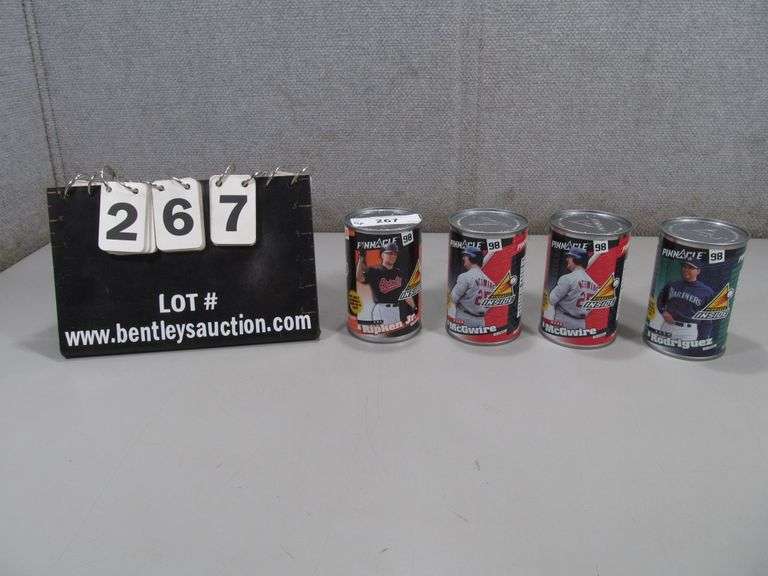 267
LOT #
www.bentleysauction.com
267
PINNACLE 98
INSIDE
Ripken Jr.
PINNACLE 98
INSIDE
McGwire
PINNACLE 98
INSIDE
McGwire
PINNACLE 98
MARINERS
INSIDE
Rodriguez